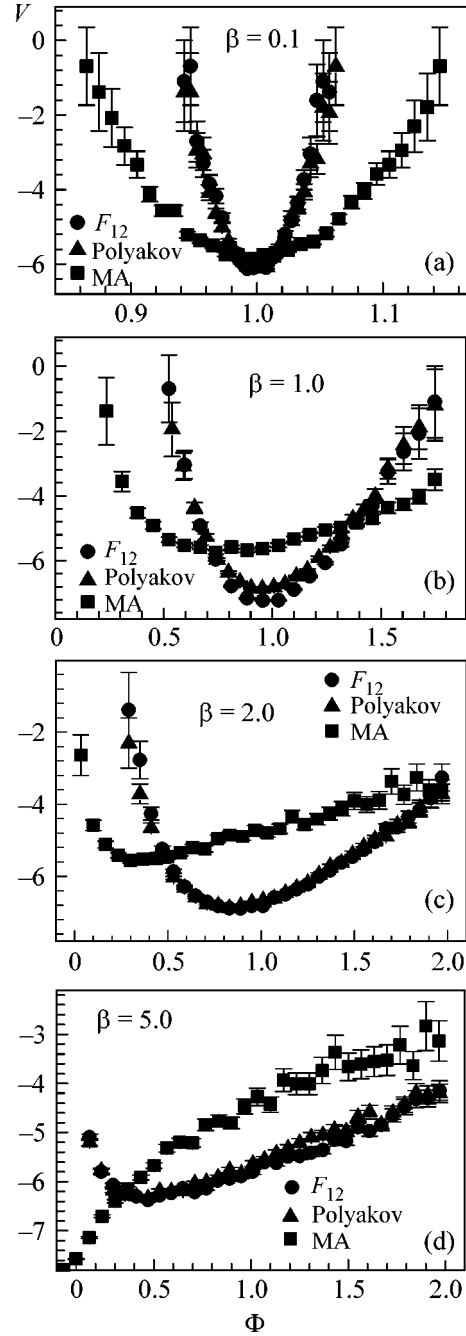 V
0
β = 0.1
−2
−4
F12
Polyakov
−6
MA
(a)
0.9 1.0 1.1
0
β = 1.0
−2
−4
F12
−6
Polyakov
MA
(b)
0 0.5 1.0 1.5
F12
β = 2.0
Polyakov
−2
MA
−4
−6
(c)
0 0.5 1.0 1.5 2.0
β = 5.0
−3
−4
−5
F12
−6
Polyakov
−7
MA
(d)
0 0.5 1.0 1.5 2.0
Φ